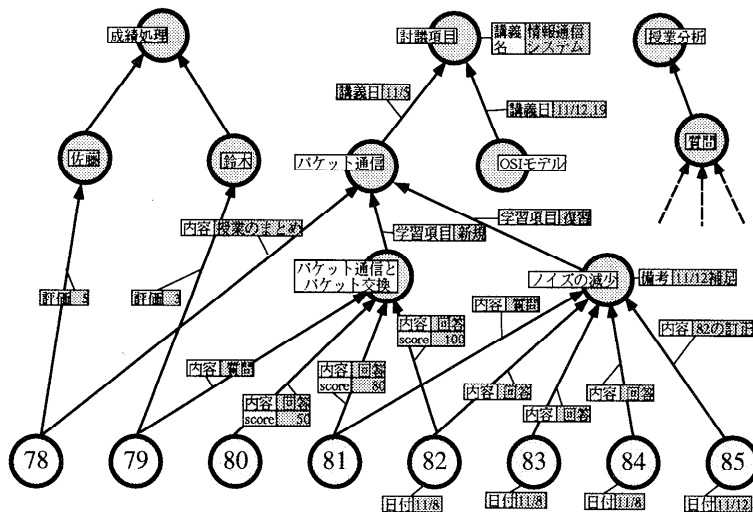 成績処理
討議項目
講義名
情報通信システム
授業分析
講義日 11/5
講義日 11/12,19
佐藤
鈴木
パケット通信
OSIモデル
質問
内容 授業のまとめ
学習項目 復習
学習項目 新規
パケット通信と
パケット交換
ノイズの減少
備考 11/12補足
評価 5
評価 3
内容 質問
内容 回答
score 100
内容 82の訂正
内容 質問
内容 回答
score 80
内容 回答
内容 回答
内容 回答
score 50
内容 回答
78
79
80
81
82
83
84
85
日付 11/8
日付 11/8
日付 11/8
日付 11/12